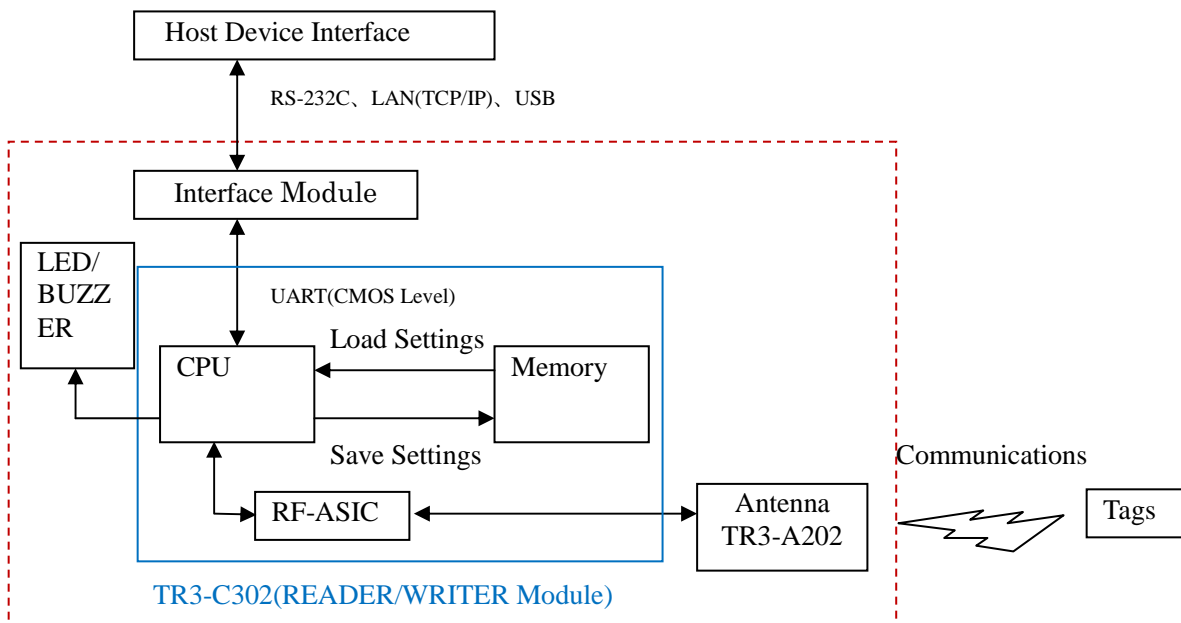 Host Device Interface
RS-232C、LAN(TCP/IP)、USB
Interface Module
LED/
BUZZ
ER
UART(CMOS Level)
Load Settings
CPU
Memory
Save Settings
Communications
RF-ASIC
Antenna
TR3-A202
Tags
TR3-C302(READER/WRITER Module)